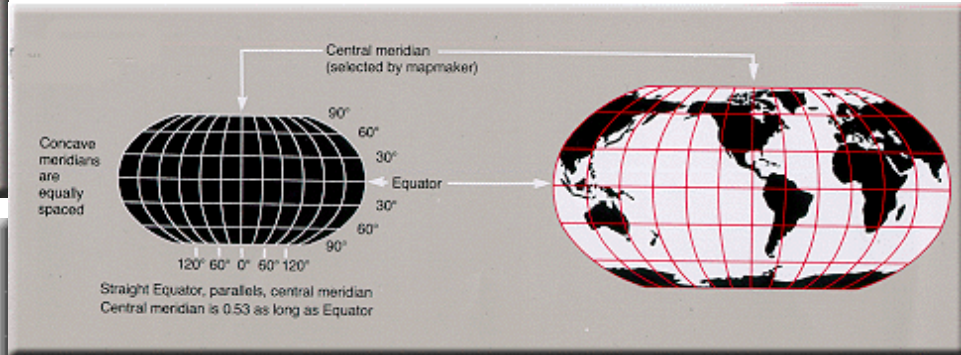 Central meridian
(selected by mapmaker)
90°
60°
30°
Concave
meridians
are
equally
spaced
Equator
30°
60°
90°
120° 60° 0° 60° 120°
Straight Equator, parallels, central meridian
Central meridian is 0.53 as long as Equator